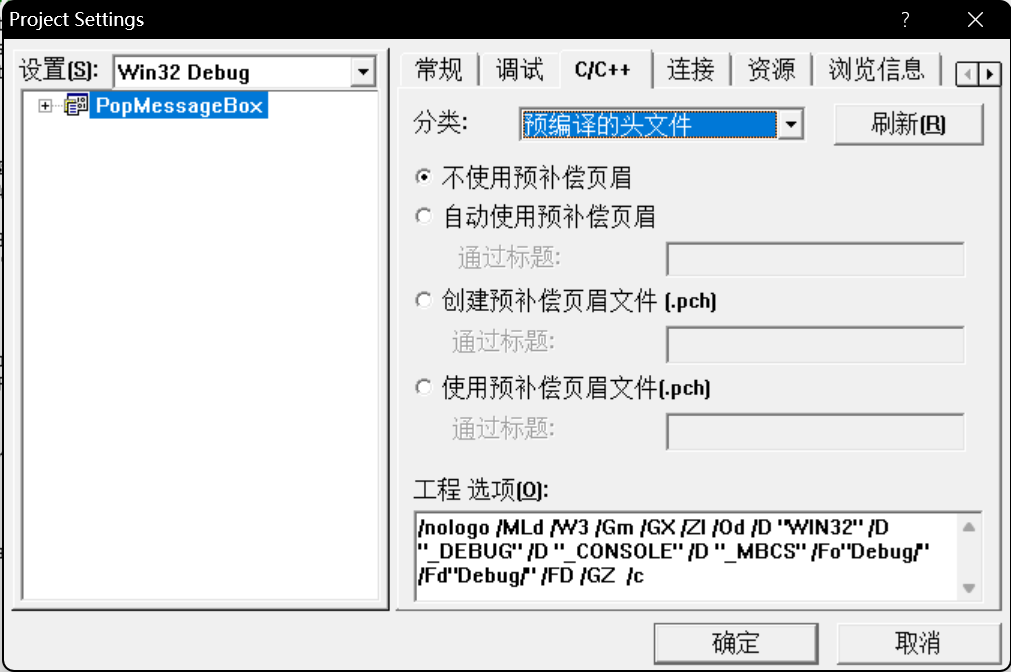 Project Settings
设置(S):
Win32 Debug
PopMessageBox
常规
调试
C/C++
连接
资源
浏览信息
分类:
预编译的头文件
刷新(R)
不使用预补偿页眉
自动使用预补偿页眉
通过标题:
创建预补偿页眉文件 (.pch)
通过标题:
使用预补偿页眉文件(.pch)
通过标题:
工程 选项(O):
/nologo /MLd /W3 /Gm /GX /ZI /Od /D "WIN32" /D
"_DEBUG" /D "_CONSOLE" /D "_MBCS" /Fo"Debug/"
/Fd"Debug/" /FD /GZ /c
确定
取消